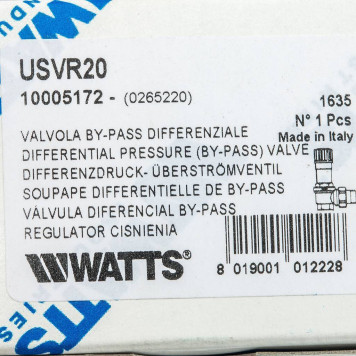 USVR20
10005172 - (0265220)
1635
N° 1 Pcs
Made in Italy
VALVOLA BY-PASS DIFFERENZIALE
DIFFERENTIAL PRESSURE (BY-PASS) VALVE
DIFFERENZDRUCK- ÜBERSTRÖMVENTIL
SOUPAPE DIFFERENTIELLE DE BY-PASS
VÁLVULA DIFERENCIAL BY-PASS
REGULATOR CISNIENIA
WATTS®
8 019001 012228